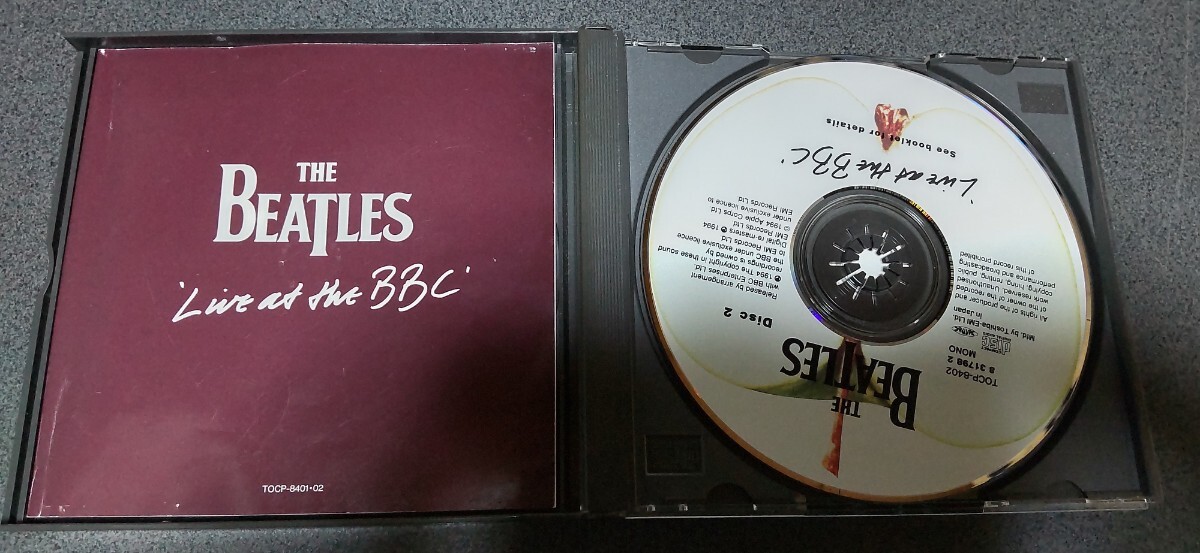 THE
BEATLES
'Live at the BBC'
TOCP-8401·02
THE
BEATLES
Disc 2
TOCP-8402
8 31798 2
MONO
Mfd. by Toshiba-EMI Ltd.
in Japan
All rights of the producer and
of the owner of the recorded
work reserved. Unauthorised
copying, hiring, renting, public
performance and broadcasting
of this record prohibited
Released by arrangement
with BBC Enterprises Ltd
℗ 1994 The copyright in these sound
recordings is owned by
the BBC under exclusive licence
to EMI Records Ltd
Digital re-masters ℗ 1994
EMI Records Ltd
© 1994 Apple Corps Ltd
under exclusive licence to
EMI Records Ltd
'Live at the BBC'
See booklet for details